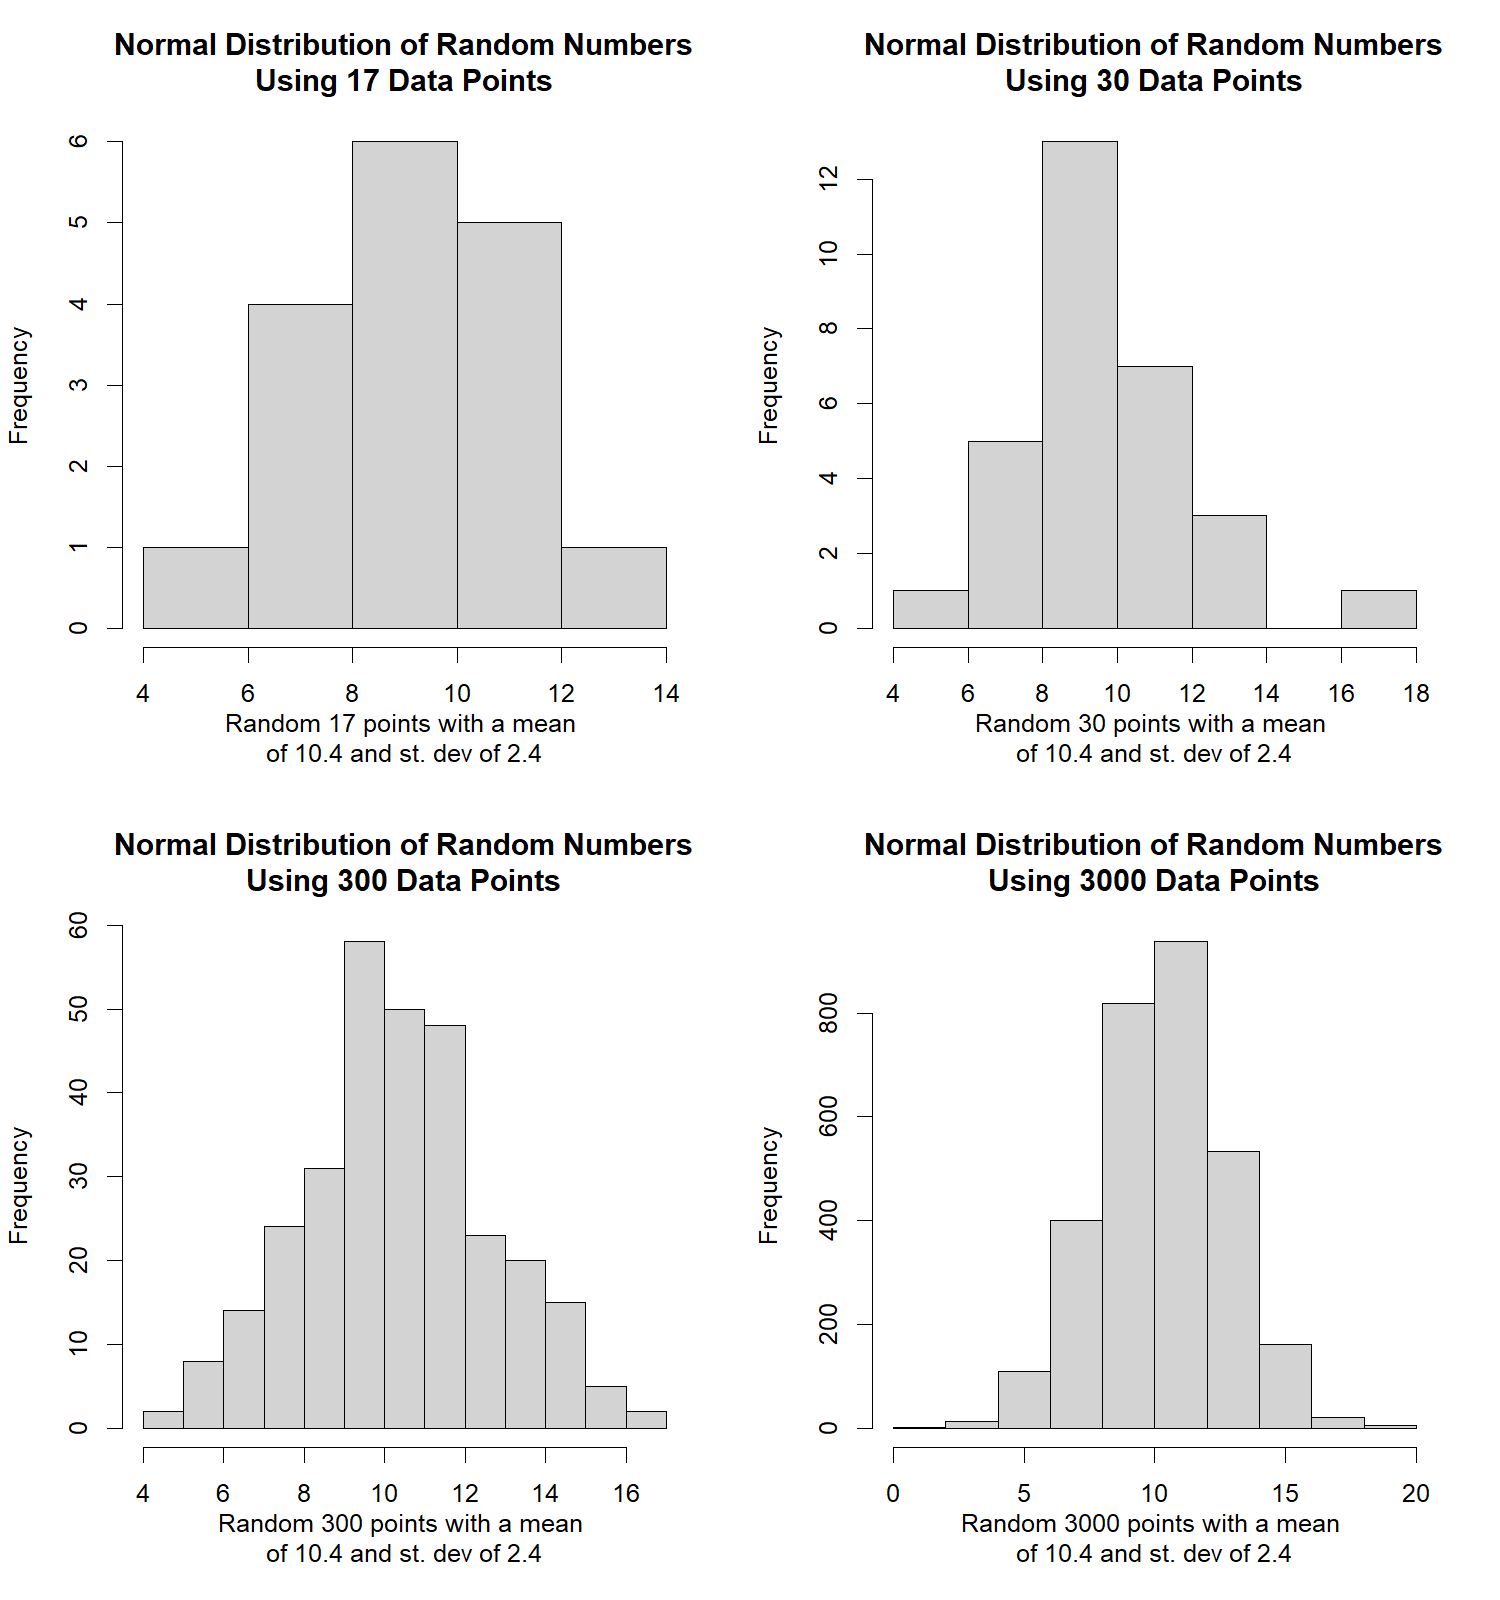 Normal Distribution of Random Numbers
Using 17 Data Points
Frequency
0
1
2
3
4
5
6
4 6 8 10 12 14
Random 17 points with a mean
of 10.4 and st. dev of 2.4
Normal Distribution of Random Numbers
Using 30 Data Points
Frequency
0
2
4
6
8
10
12
4 6 8 10 12 14 16 18
Random 30 points with a mean
of 10.4 and st. dev of 2.4
Normal Distribution of Random Numbers
Using 300 Data Points
Frequency
0
10
20
30
40
50
60
4 6 8 10 12 14 16
Random 300 points with a mean
of 10.4 and st. dev of 2.4
Normal Distribution of Random Numbers
Using 3000 Data Points
Frequency
0
200
400
600
800
0 5 10 15 20
Random 3000 points with a mean
of 10.4 and st. dev of 2.4